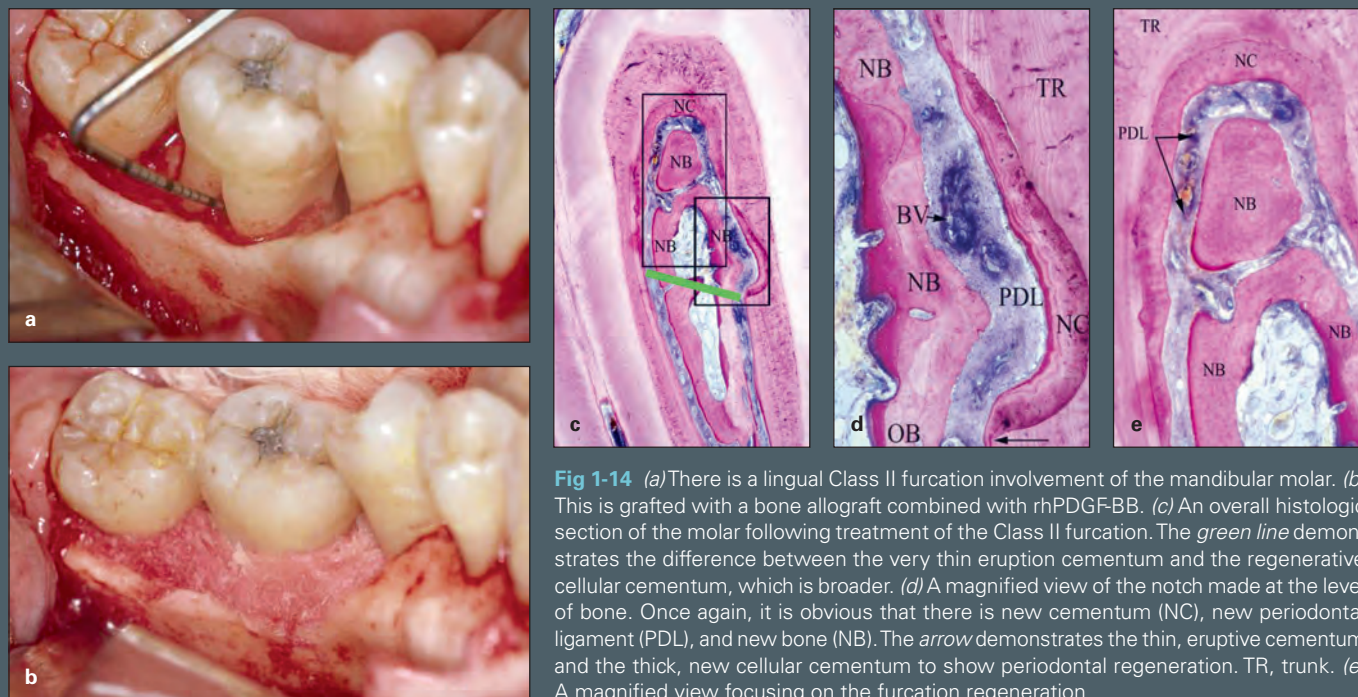 a
b
NC
NB
NB
NB
c
NB
TR
BV
NB
PDL
NC
OB
d
TR
NC
PDL
NB
NB
NB
e
Fig 1-14 (a) There is a lingual Class II furcation involvement of the mandibular molar. (b
This is grafted with a bone allograft combined with rhPDGF-BB. (c) An overall histologic
section of the molar following treatment of the Class II furcation. The green line demon-
strates the difference between the very thin eruption cementum and the regenerative
cellular cementum, which is broader. (d) A magnified view of the notch made at the level
of bone. Once again, it is obvious that there is new cementum (NC), new periodonta
ligament (PDL), and new bone (NB). The arrow demonstrates the thin, eruptive cementum
and the thick, new cellular cementum to show periodontal regeneration. TR, trunk. (e
A magnified view focusing on the furcation regeneration.